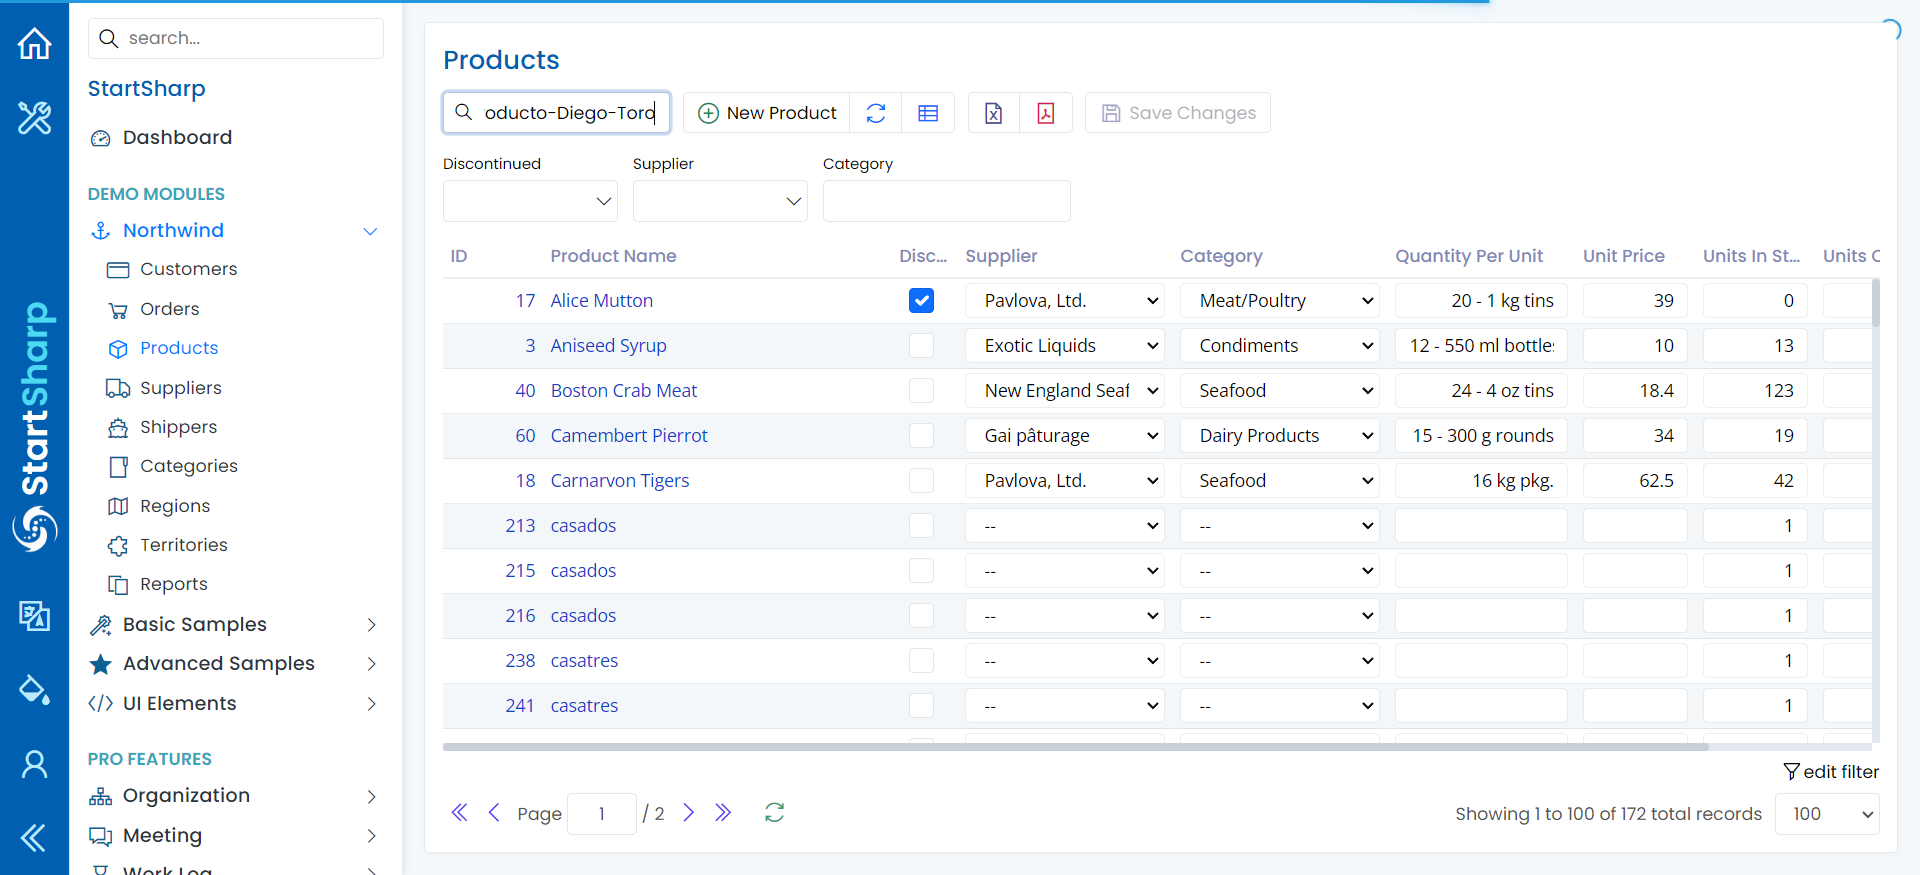 search...
StartSharp
Dashboard
DEMO MODULES
Northwind
Customers
Orders
Products
Suppliers
Shippers
Categories
Regions
Territories
Reports
Basic Samples
Advanced Samples
UI Elements
PRO FEATURES
Organization
Meeting
Work Log
StartSharp
Products
oducto-Diego-Toro
New Product
Save Changes
Discontinued Supplier Category
ID Product Name Disc... Supplier Category Quantity Per Unit Unit Price Units In St... Units
17 Alice Mutton Pavlova, Ltd. Meat/Poultry 20 - 1 kg tins 39 0
3 Aniseed Syrup Exotic Liquids Condiments 12 - 550 ml bottles 10 13
40 Boston Crab Meat New England Seaf Seafood 24 - 4 oz tins 18.4 123
60 Camembert Pierrot Gai pâturage Dairy Products 15 - 300 g rounds 34 19
18 Carnarvon Tigers Pavlova, Ltd. Seafood 16 kg pkg. 62.5 42
213 casados -- -- 1
215 casados -- -- 1
216 casados -- -- 1
238 casatres -- -- 1
241 casatres -- -- 1
edit filter
Page 1 / 2
Showing 1 to 100 of 172 total records 100